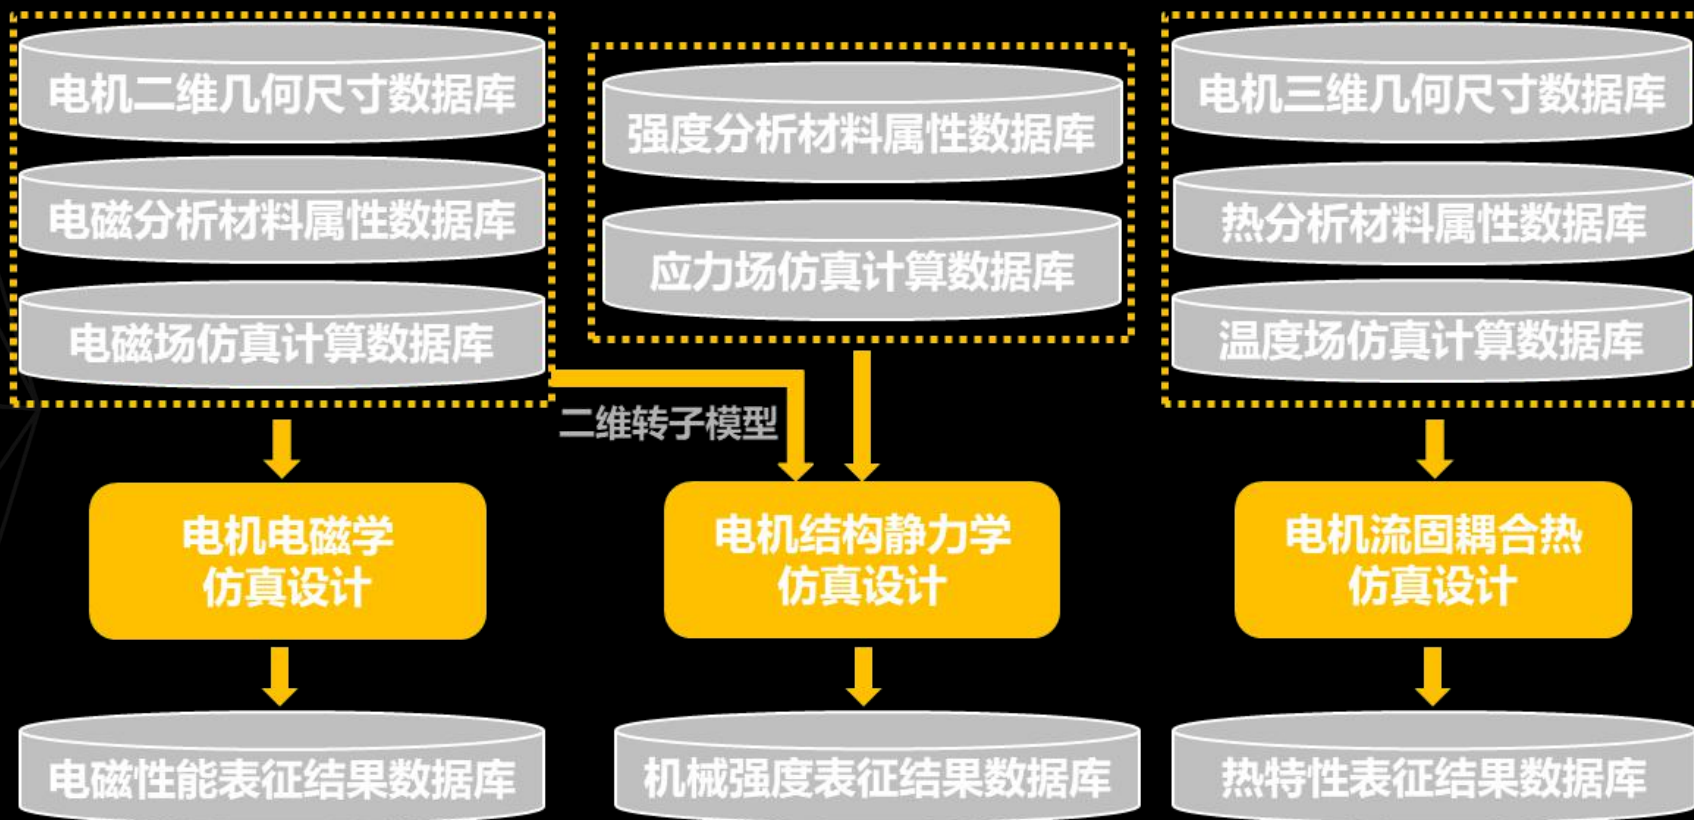 电机二维几何尺寸数据库
电磁分析材料属性数据库
电磁场仿真计算数据库
强度分析材料属性数据库
应力场仿真计算数据库
电机三维几何尺寸数据库
热分析材料属性数据库
温度场仿真计算数据库
二维转子模型
电机电磁学
仿真设计
电机结构静力学
仿真设计
电机流固耦合热
仿真设计
电磁性能表征结果数据库
机械强度表征结果数据库
热特性表征结果数据库